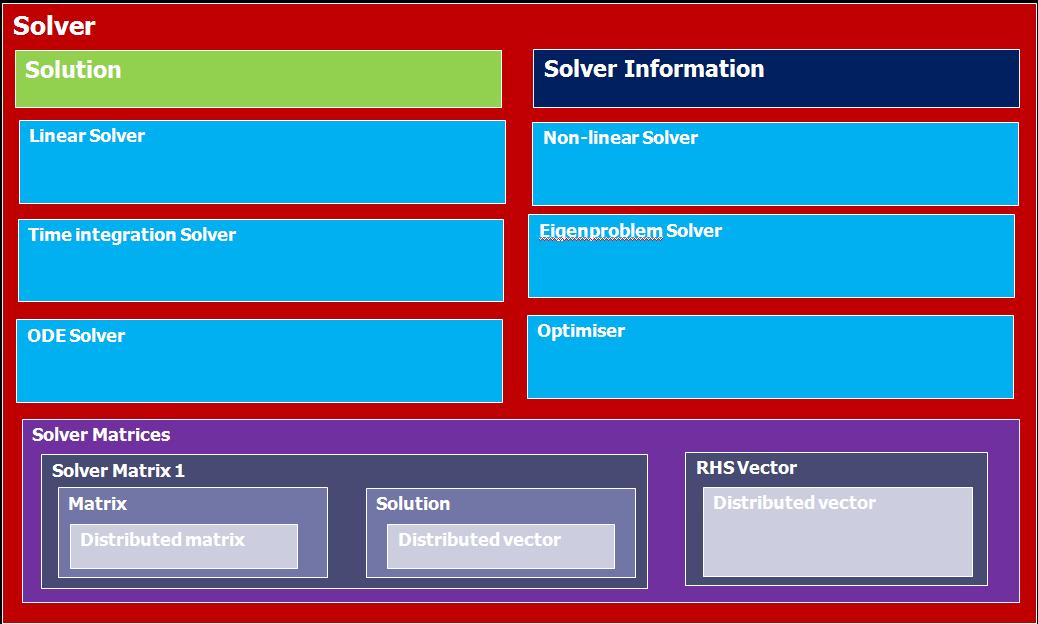 Solver
Solution
Solver Information
Linear Solver
Non-linear Solver
Time integration Solver
Eigenproblem Solver
ODE Solver
Optimiser
Solver Matrices
Solver Matrix 1
Matrix
Distributed matrix
Solution
Distributed vector
RHS Vector
Distributed vector